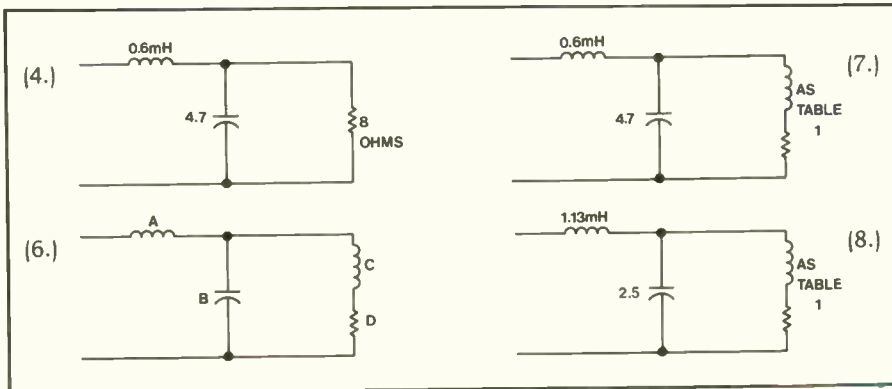 (4.)
0.6mH
4.7
8
OHMS
(7.)
0.6mH
4.7
AS
TABLE
1
(6.)
A
B
C
D
(8.)
1.13mH
2.5
AS
TABLE
1